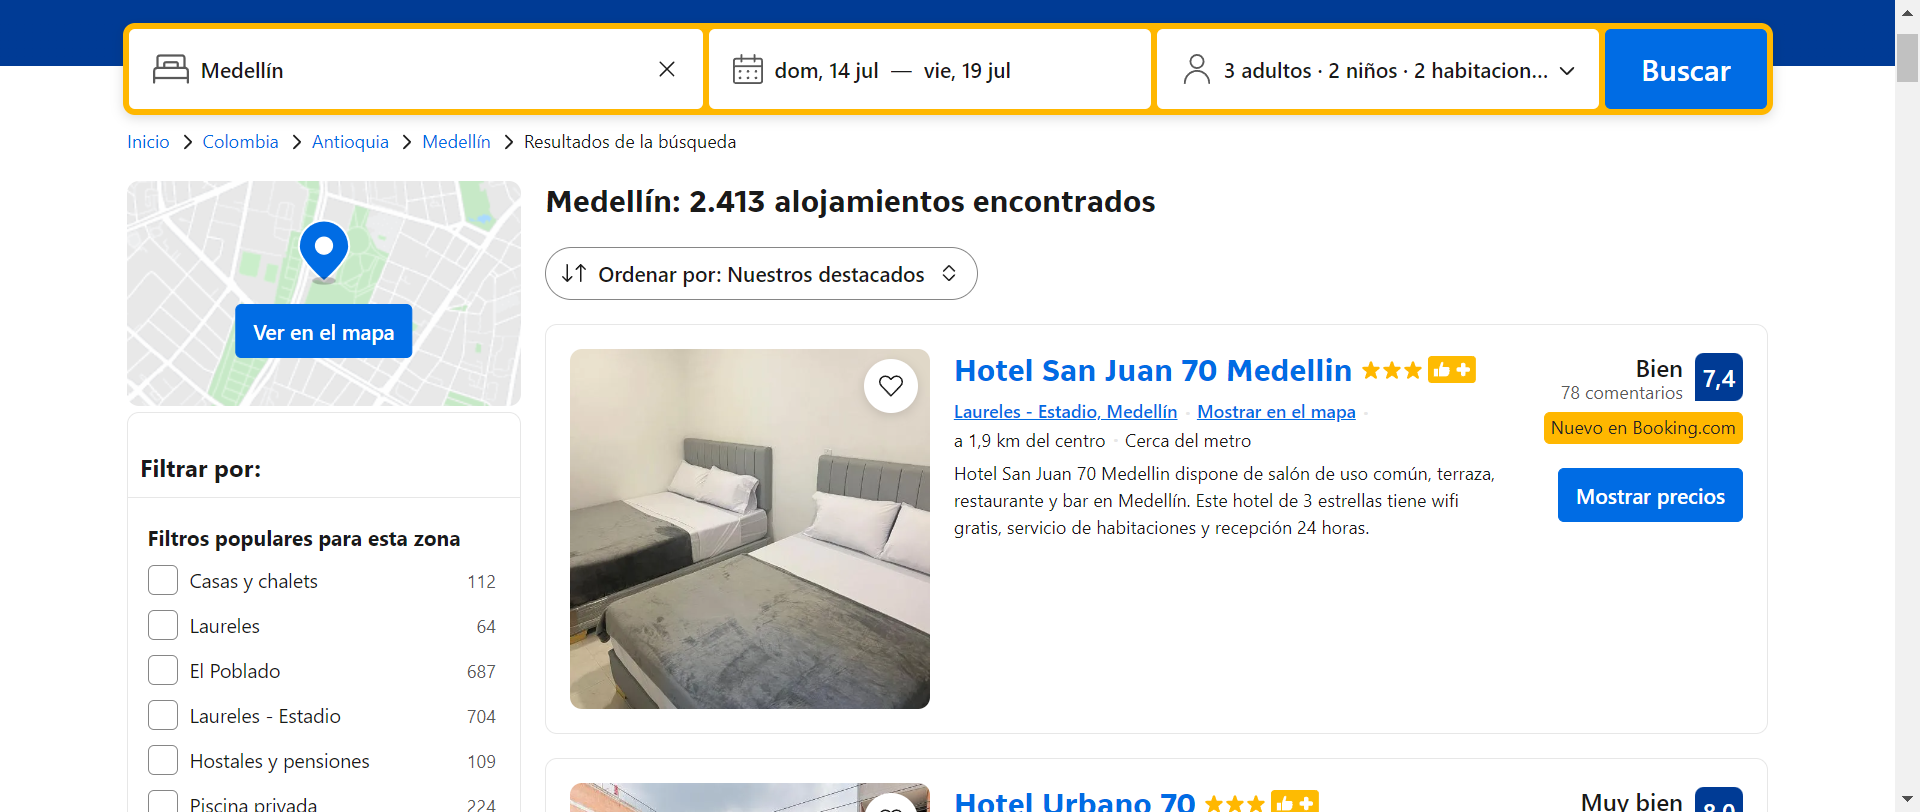 Medellín
dom, 14 jul — vie, 19 jul
3 adultos · 2 niños · 2 habitacion...
Buscar
Inicio > Colombia > Antioquia > Medellín > Resultados de la búsqueda
Ver en el mapa
Filtrar por:
Filtros populares para esta zona
Casas y chalets 112
Laureles 64
El Poblado 687
Laureles - Estadio 704
Hostales y pensiones 109
Piscina privada 224
Medellín: 2.413 alojamientos encontrados
Ordenar por: Nuestros destacados
Hotel San Juan 70 Medellin
Laureles - Estadio, Medellín · Mostrar en el mapa ·
a 1,9 km del centro · Cerca del metro
Hotel San Juan 70 Medellin dispone de salón de uso común, terraza,
restaurante y bar en Medellín. Este hotel de 3 estrellas tiene wifi
gratis, servicio de habitaciones y recepción 24 horas.
Bien
78 comentarios
7,4
Nuevo en Booking.com
Mostrar precios
Hotel Urbano 70
Muy bien
8,0